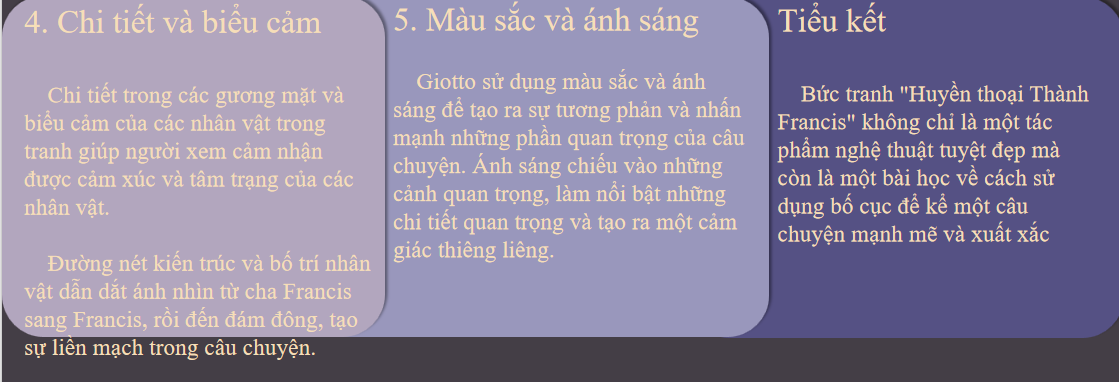 4. Chi tiết và biểu cảm
Chi tiết trong các gương mặt và
biểu cảm của các nhân vật trong
tranh giúp người xem cảm nhận
được cảm xúc và tâm trạng của các
nhân vật.
Đường nét kiến trúc và bố trí nhân
vật dẫn dắt ánh nhìn từ cha Francis
sang Francis, rồi đến đám đông, tạo
sự liền mạch trong câu chuyện.
5. Màu sắc và ánh sáng
Giotto sử dụng màu sắc và ánh
sáng để tạo ra sự tương phản và nhấn
mạnh những phần quan trọng của câu
chuyện. Ánh sáng chiếu vào những
cảnh quan trọng, làm nổi bật những
chi tiết quan trọng và tạo ra một cảm
giác thiêng liêng.
Tiểu kết
Bức tranh "Huyền thoại Thành
Francis" không chỉ là một tác
phẩm nghệ thuật tuyệt đẹp mà
còn là một bài học về cách sử
dụng bố cục để kể một câu
chuyện mạnh mẽ và xuất xắc